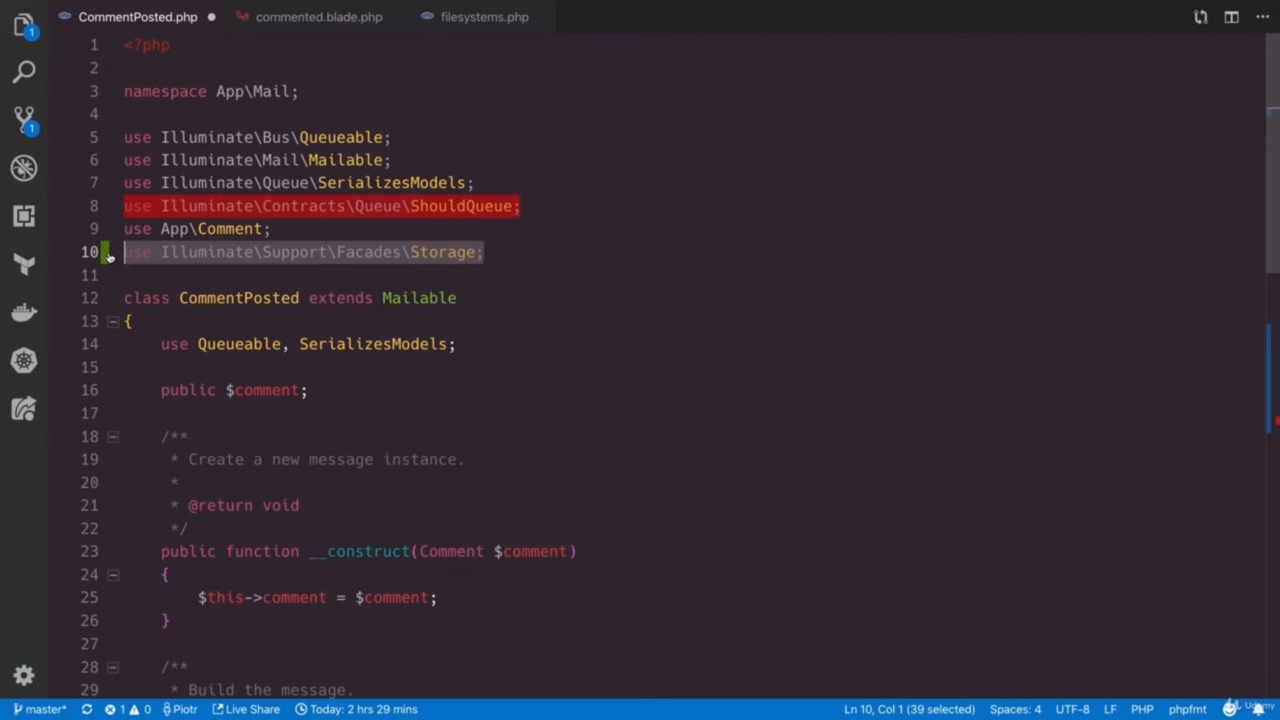 CommentPosted.php commented.blade.php filesystems.php
1 <?php
2
3 namespace App\Mail;
4
5 use Illuminate\Bus\Queueable;
6 use Illuminate\Mail\Mailable;
7 use Illuminate\Queue\SerializesModels;
8 use Illuminate\Contracts\Queue\ShouldQueue;
9 use App\Comment;
10 use Illuminate\Support\Facades\Storage;
11
12 class CommentPosted extends Mailable
13 {
14 use Queueable, SerializesModels;
15
16 public $comment;
17
18 /**
19 * Create a new message instance.
20 *
21 * @return void
22 */
23 public function __construct(Comment $comment)
24 {
25 $this->comment = $comment;
26 }
27
28 /**
29 * Build the message.
1
1
master* 1 0 Piotr Live Share Today: 2 hrs 29 mins Ln 10, Col 1 (39 selected) Spaces: 4 UTF-8 LF PHP phpfmt
Udemy